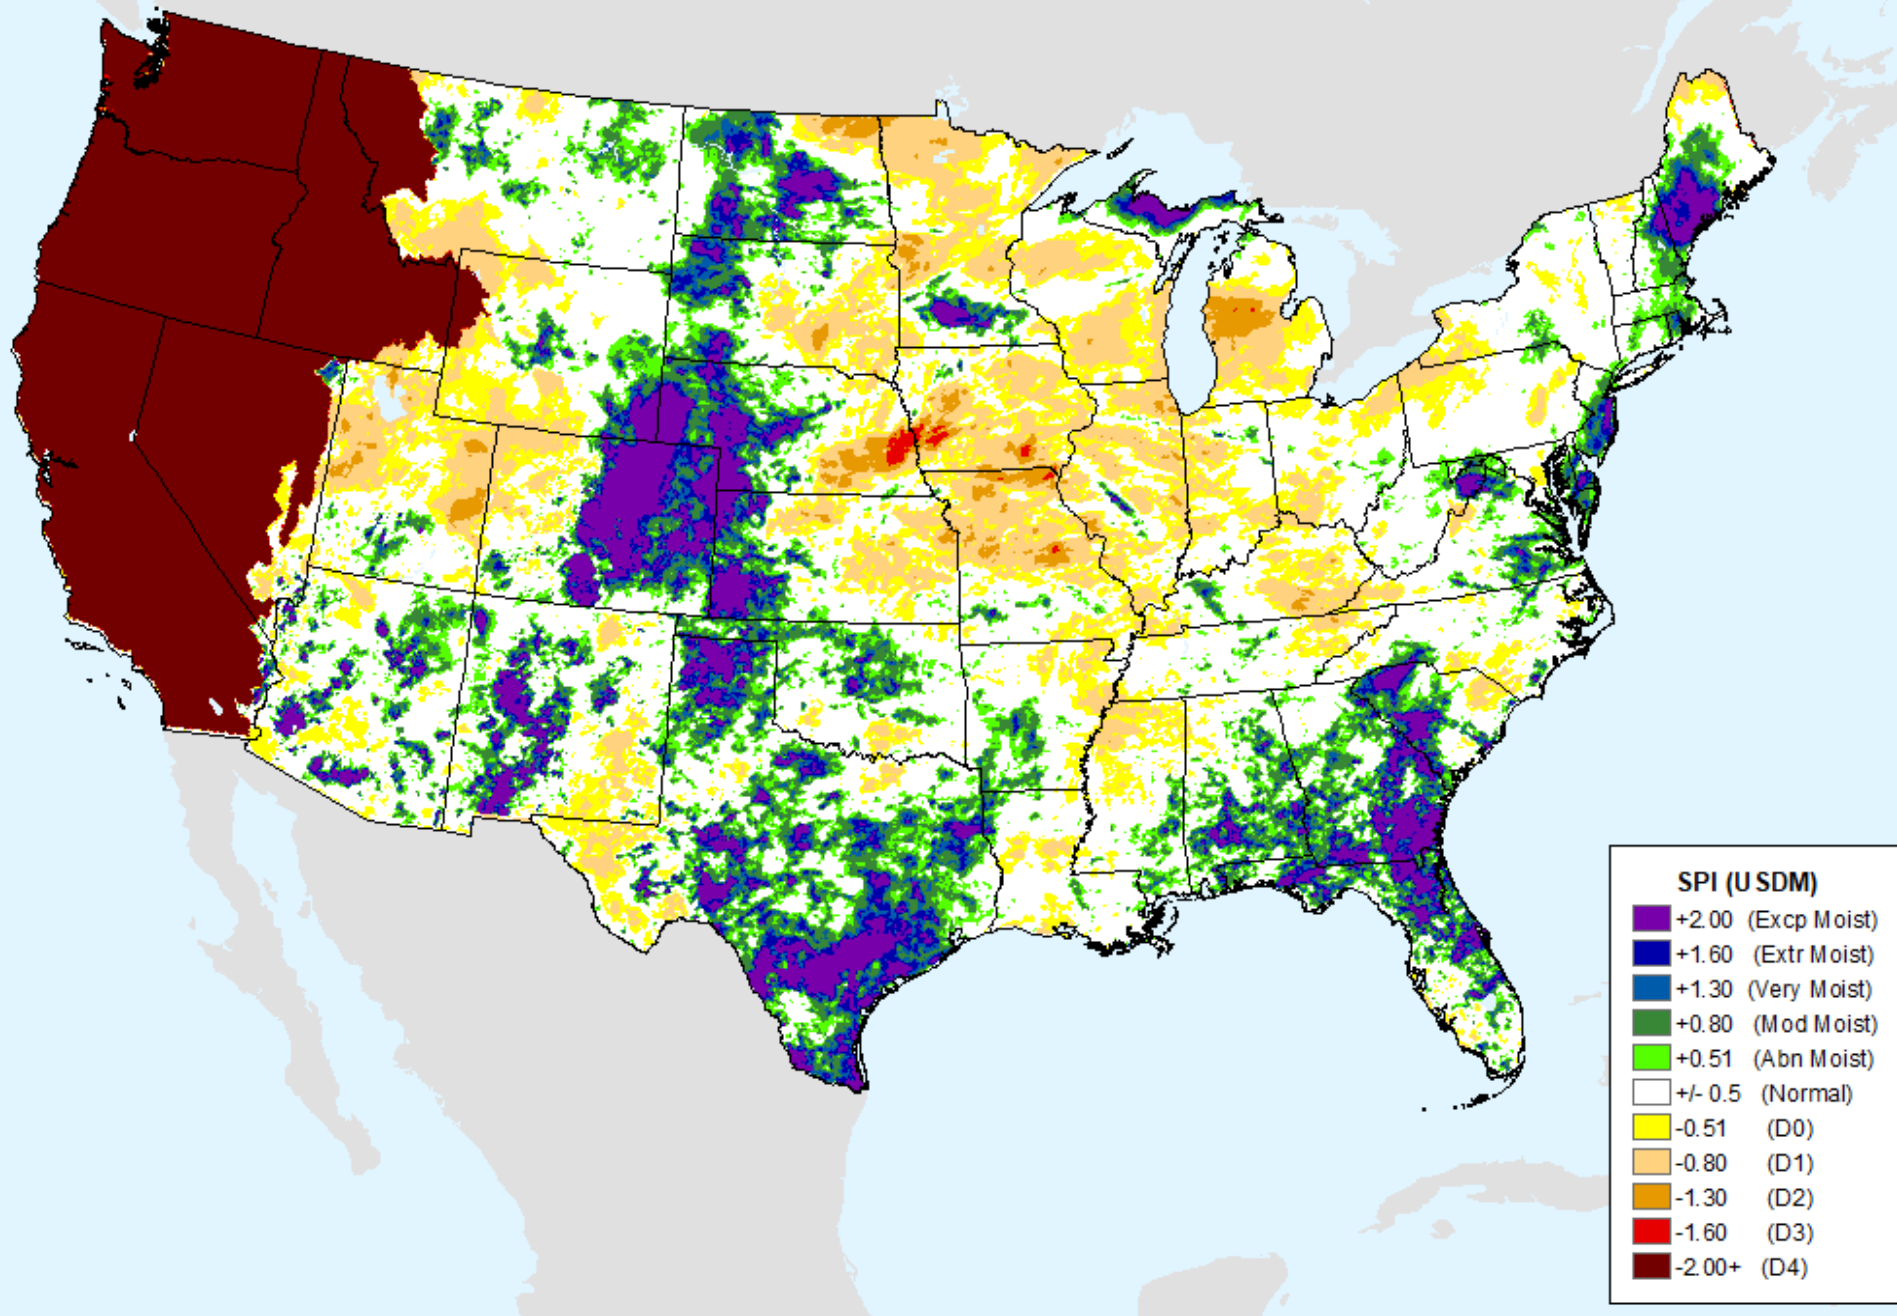 SPI (USDM)
+2.00 (Excp Moist)
+1.60 (Extr Moist)
+1.30 (Very Moist)
+0.80 (Mod Moist)
+0.51 (Abn Moist)
+/- 0.5 (Normal)
-0.51 (D0)
-0.80 (D1)
-1.30 (D2)
-1.60 (D3)
-2.00+ (D4)